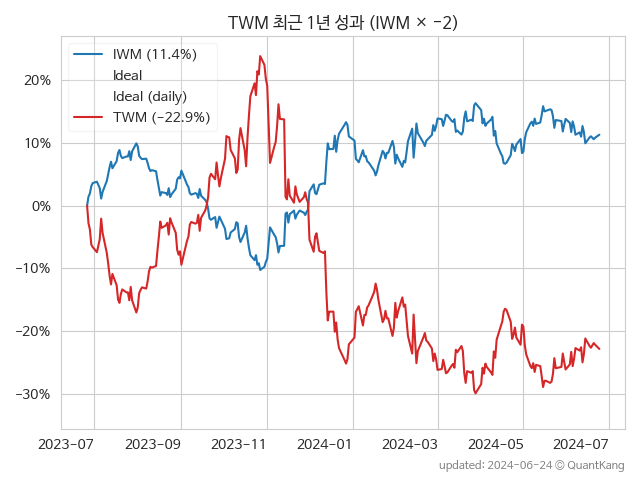 TWM 최근 1년 성과 (IWM × −2)
IWM (11.4%)
Ideal
Ideal (daily)
TWM (−22.9%)
20%
10%
0%
−10%
−20%
−30%
2023-07 2023-09 2023-11 2024-01 2024-03 2024-05 2024-07
updated: 2024-06-24 © QuantKang